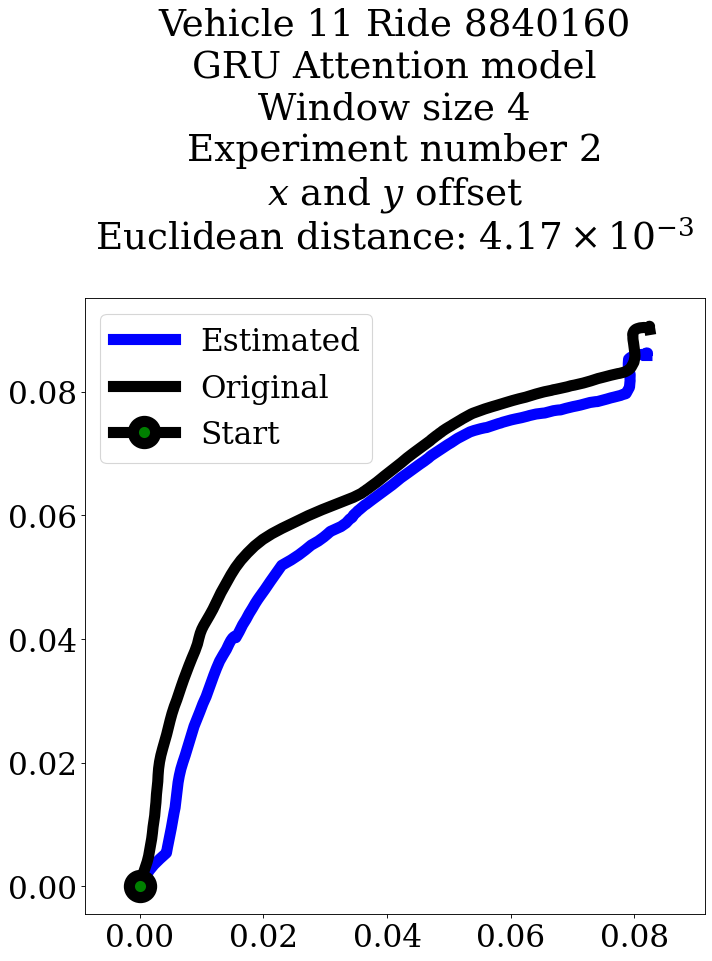 Vehicle 11 Ride 8840160
GRU Attention model
Window size 4
Experiment number 2
x and y offset
Euclidean distance: 4.17 × 10⁻³
Estimated
Original
Start
0.08
0.06
0.04
0.02
0.00
0.00 0.02 0.04 0.06 0.08